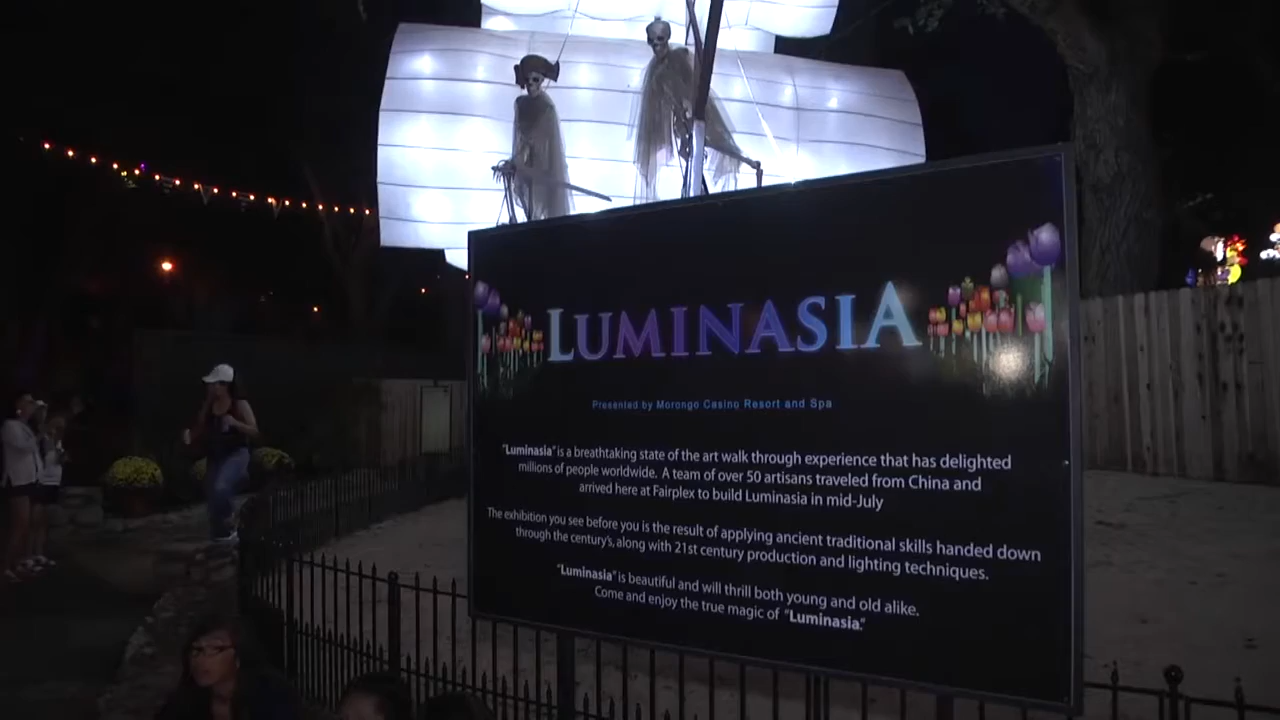 LUMINASIA
Presented by Morongo Casino Resort and Spa
"Luminasia" is a breathtaking state of the art walk through experience that has delighted
millions of people worldwide. A team of over 50 artisans traveled from China and
arrived here at Fairplex to build Luminasia in mid-July
The exhibition you see before you is the result of applying ancient traditional skills handed down
through the century's, along with 21st century production and lighting techniques.
"Luminasia" is beautiful and will thrill both young and old alike.
Come and enjoy the true magic of "Luminasia."